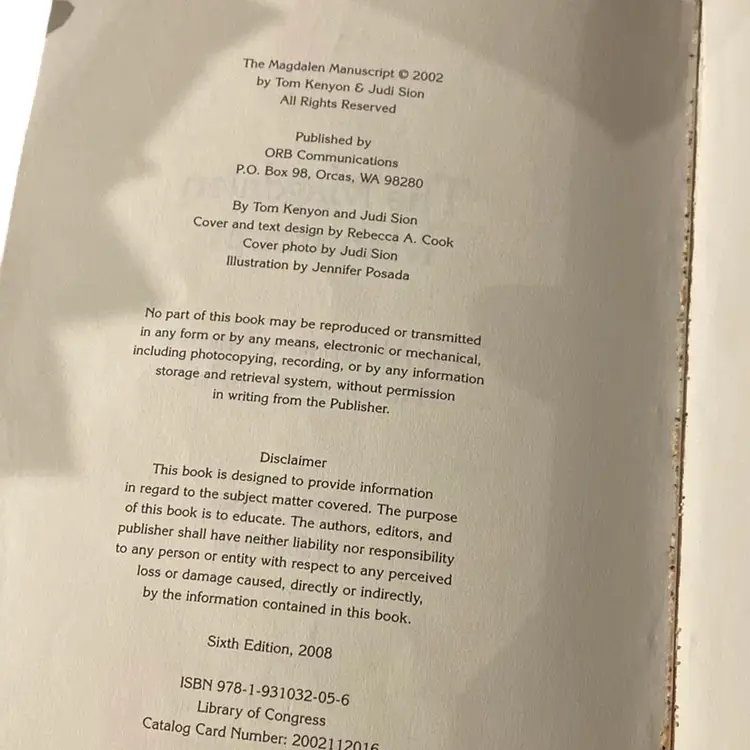 The Magdalen Manuscript © 2002
by Tom Kenyon & Judi Sion
All Rights Reserved
Published by
ORB Communications
P.O. Box 98, Orcas, WA 98280
By Tom Kenyon and Judi Sion
Cover and text design by Rebecca A. Cook
Cover photo by Judi Sion
Illustration by Jennifer Posada
No part of this book may be reproduced or transmitted
in any form or by any means, electronic or mechanical,
including photocopying, recording, or by any information
storage and retrieval system, without permission
in writing from the Publisher.
Disclaimer
This book is designed to provide information
in regard to the subject matter covered. The purpose
of this book is to educate. The authors, editors, and
publisher shall have neither liability nor responsibility
to any person or entity with respect to any perceived
loss or damage caused, directly or indirectly,
by the information contained in this book.
Sixth Edition, 2008
ISBN 978-1-931032-05-6
Library of Congress
Catalog Card Number: 2002112016